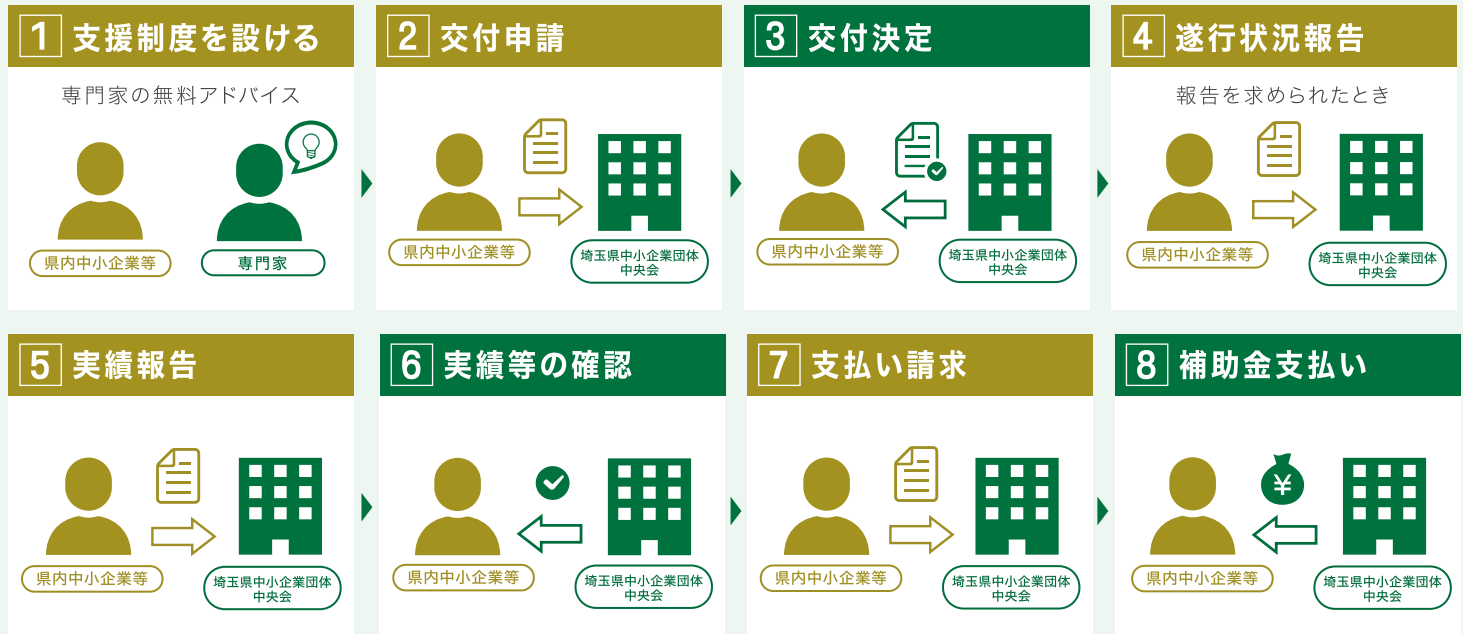 1 支援制度を設ける
専門家の無料アドバイス
県内中小企業等
専門家
2 交付申請
県内中小企業等
埼玉県中小企業団体
中央会
3 交付決定
県内中小企業等
埼玉県中小企業団体
中央会
4 遂行状況報告
報告を求められたとき
県内中小企業等
埼玉県中小企業団体
中央会
5 実績報告
県内中小企業等
埼玉県中小企業団体
中央会
6 実績等の確認
県内中小企業等
埼玉県中小企業団体
中央会
7 支払い請求
県内中小企業等
埼玉県中小企業団体
中央会
8 補助金支払い
¥
県内中小企業等
埼玉県中小企業団体
中央会